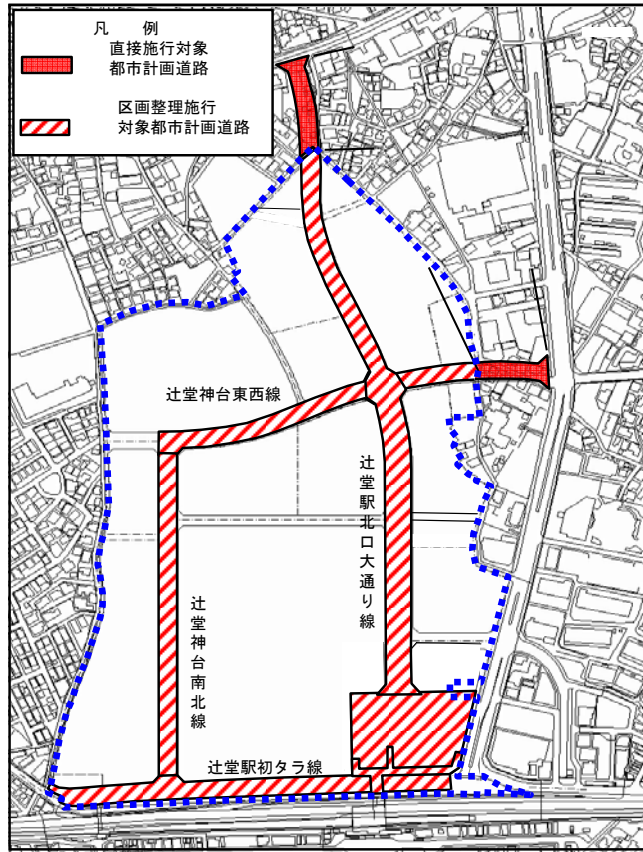 凡　例
直接施行対象
都市計画道路
区画整理施行
対象都市計画道路
辻堂神台東西線
辻堂駅北口大通り線
辻堂神台南北線
辻堂駅初タラ線